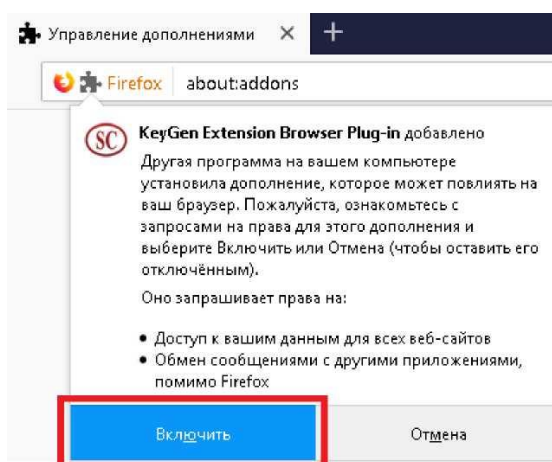 Управление дополнениями
Firefox about:addons
SC
KeyGen Extension Browser Plug-in добавлено
Другая программа на вашем компьютере
установила дополнение, которое может повлиять на
ваш браузер. Пожалуйста, ознакомьтесь с
запросами на права для этого дополнения и
выберите Включить или Отмена (чтобы оставить его
отключённым).
Оно запрашивает права на:
• Доступ к вашим данным для всех веб-сайтов
• Обмен сообщениями с другими приложениями,
помимо Firefox
Включить Отмена